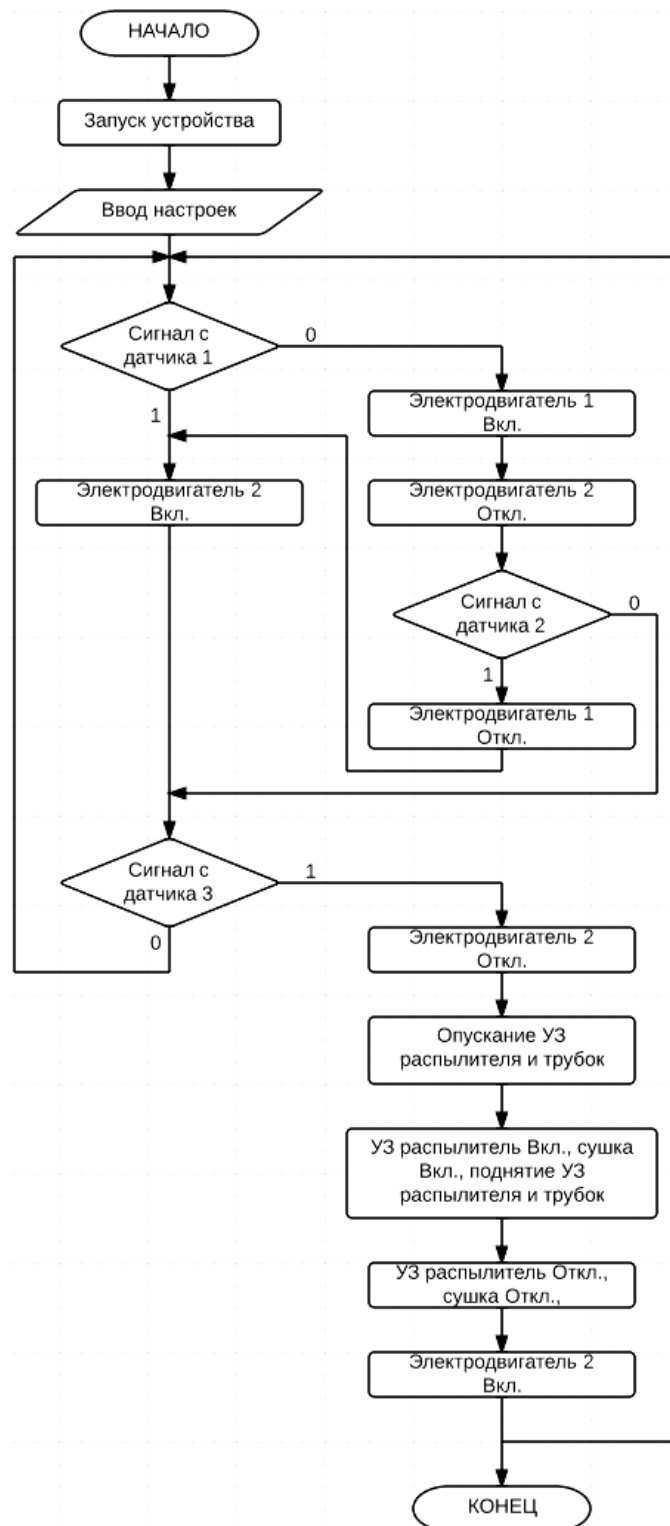 НАЧАЛО
Запуск устройства
Ввод настроек
Сигнал с
датчика 1
0
1
Электродвигатель 1
Вкл.
Электродвигатель 2
Вкл.
Электродвигатель 2
Откл.
Сигнал с
датчика 2
0
1
Электродвигатель 1
Откл.
Сигнал с
датчика 3
1
0
Электродвигатель 2
Откл.
Опускание УЗ
распылителя и трубок
УЗ распылитель Вкл., сушка
Вкл., поднятие УЗ
распылителя и трубок
УЗ распылитель Откл.,
сушка Откл.,
Электродвигатель 2
Вкл.
КОНЕЦ